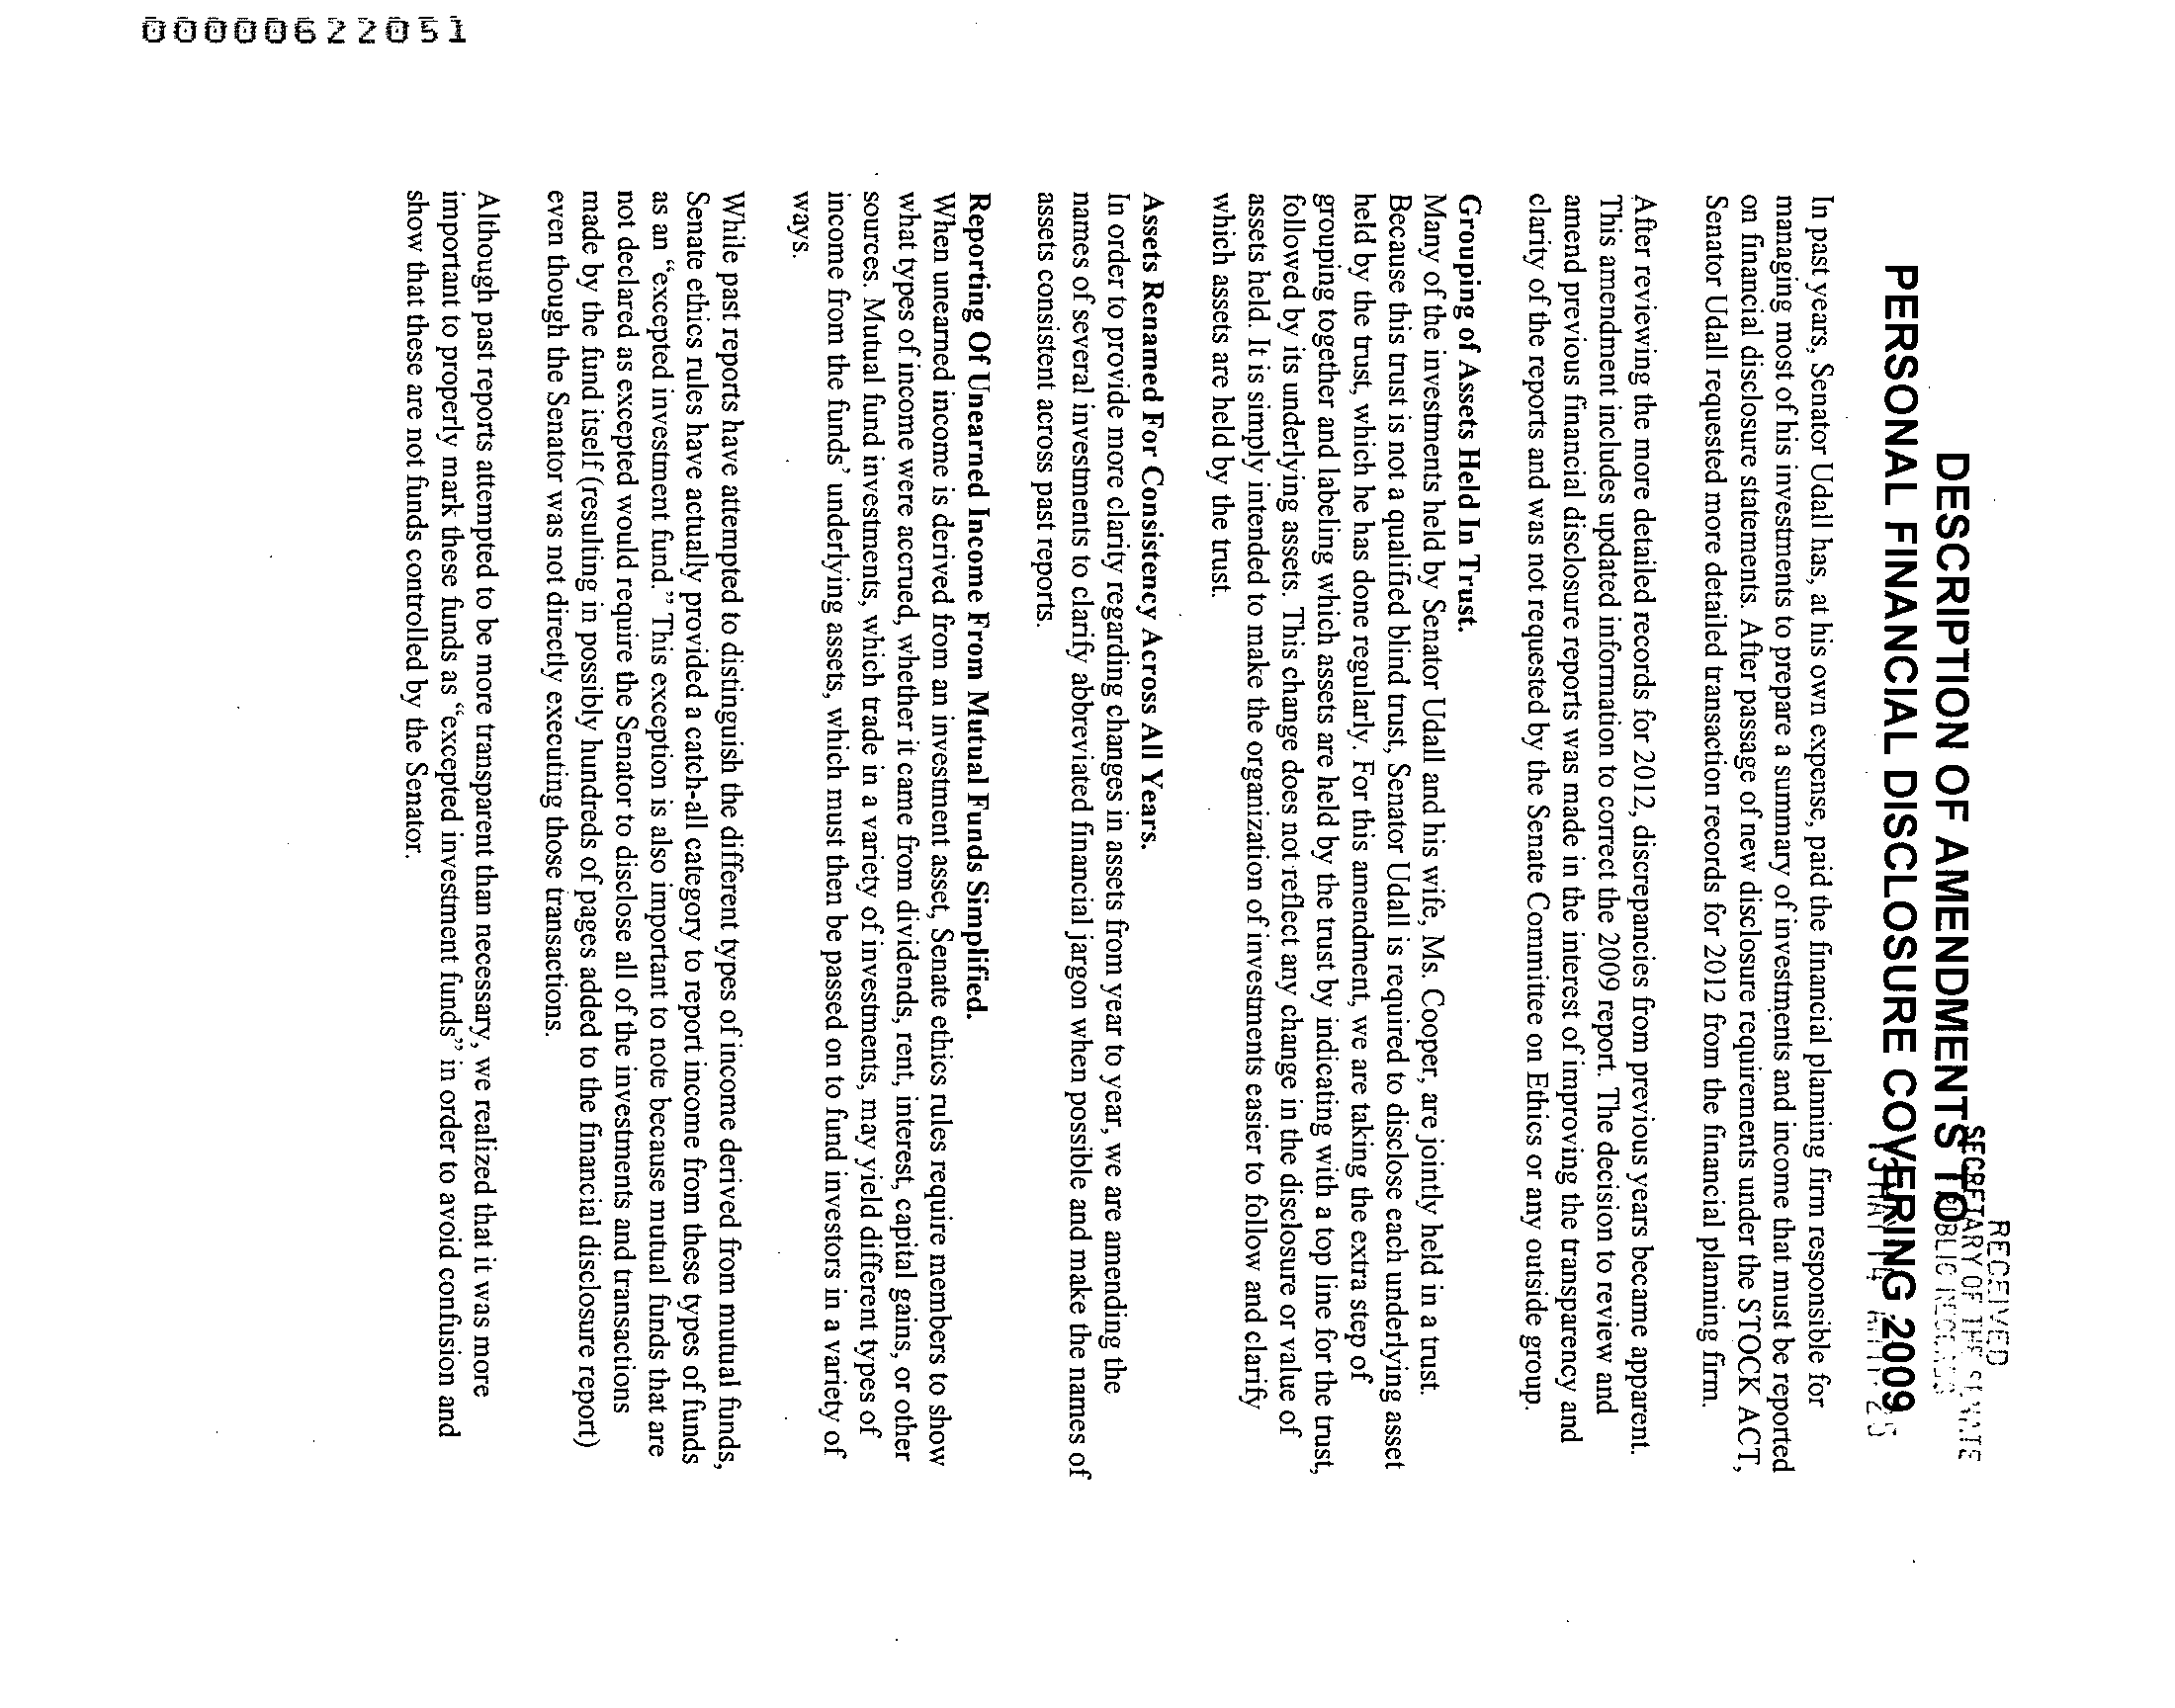 00000622051
RECEIVED
SECRETARY OF THE SENATE
PUBLIC RECORDS
13 MAY 14 AM
DESCRIPTION OF AMENDMENTS TO
PERSONAL FINANCIAL DISCLOSURE COVERING 2009
In past years, Senator Udall has, at his own expense, paid the financial planning firm responsible for
managing most of his investments to prepare a summary of investments and income that must be reported
on financial disclosure statements. After passage of new disclosure requirements under the STOCK ACT,
Senator Udall requested more detailed transaction records for 2012 from the financial planning firm.
After reviewing the more detailed records for 2012, discrepancies from previous years became apparent.
This amendment includes updated information to correct the 2009 report. The decision to review and
amend previous financial disclosure reports was made in the interest of improving the transparency and
clarity of the reports and was not requested by the Senate Committee on Ethics or any outside group.
Grouping of Assets Held In Trust.
Many of the investments held by Senator Udall and his wife, Ms. Cooper, are jointly held in a trust.
Because this trust is not a qualified blind trust, Senator Udall is required to disclose each underlying asset
held by the trust, which he has done regularly. For this amendment, we are taking the extra step of
grouping together and labeling which assets are held by the trust by indicating with a top line for the trust,
followed by its underlying assets. This change does not reflect any change in the disclosure or value of
assets held. It is simply intended to make the organization of investments easier to follow and clarify
which assets are held by the trust.
Assets Renamed For Consistency Across All Years.
In order to provide more clarity regarding changes in assets from year to year, we are amending the
names of several investments to clarify abbreviated financial jargon when possible and make the names of
assets consistent across past reports.
Reporting Of Unearned Income From Mutual Funds Simplified.
When unearned income is derived from an investment asset, Senate ethics rules require members to show
what types of income were accrued, whether it came from dividends, rent, interest, capital gains, or other
sources. Mutual fund investments, which trade in a variety of investments, may yield different types of
income from the funds' underlying assets, which must then be passed on to fund investors in a variety of
ways.
While past reports have attempted to distinguish the different types of income derived from mutual funds,
Senate ethics rules have actually provided a catch-all category to report income from these types of funds
as an "excepted investment fund." This exception is also important to note because mutual funds that are
not declared as excepted would require the Senator to disclose all of the investments and transactions
made by the fund itself (resulting in possibly hundreds of pages added to the financial disclosure report)
even though the Senator was not directly executing those transactions.
Although past reports attempted to be more transparent than necessary, we realized that it was more
important to properly mark these funds as "excepted investment funds" in order to avoid confusion and
show that these are not funds controlled by the Senator.